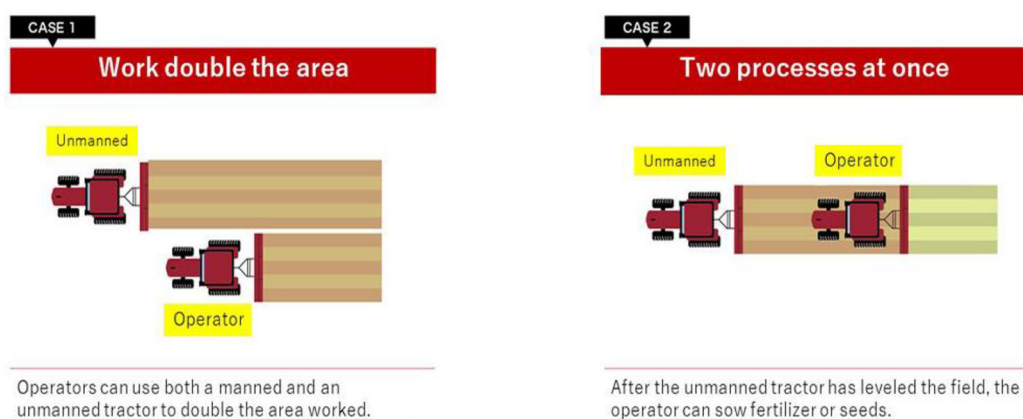 CASE 1
Work double the area
Unmanned
Operator
Operators can use both a manned and an
unmanned tractor to double the area worked.
CASE 2
Two processes at once
Unmanned
Operator
After the unmanned tractor has leveled the field, the
operator can sow fertilizer or seeds.